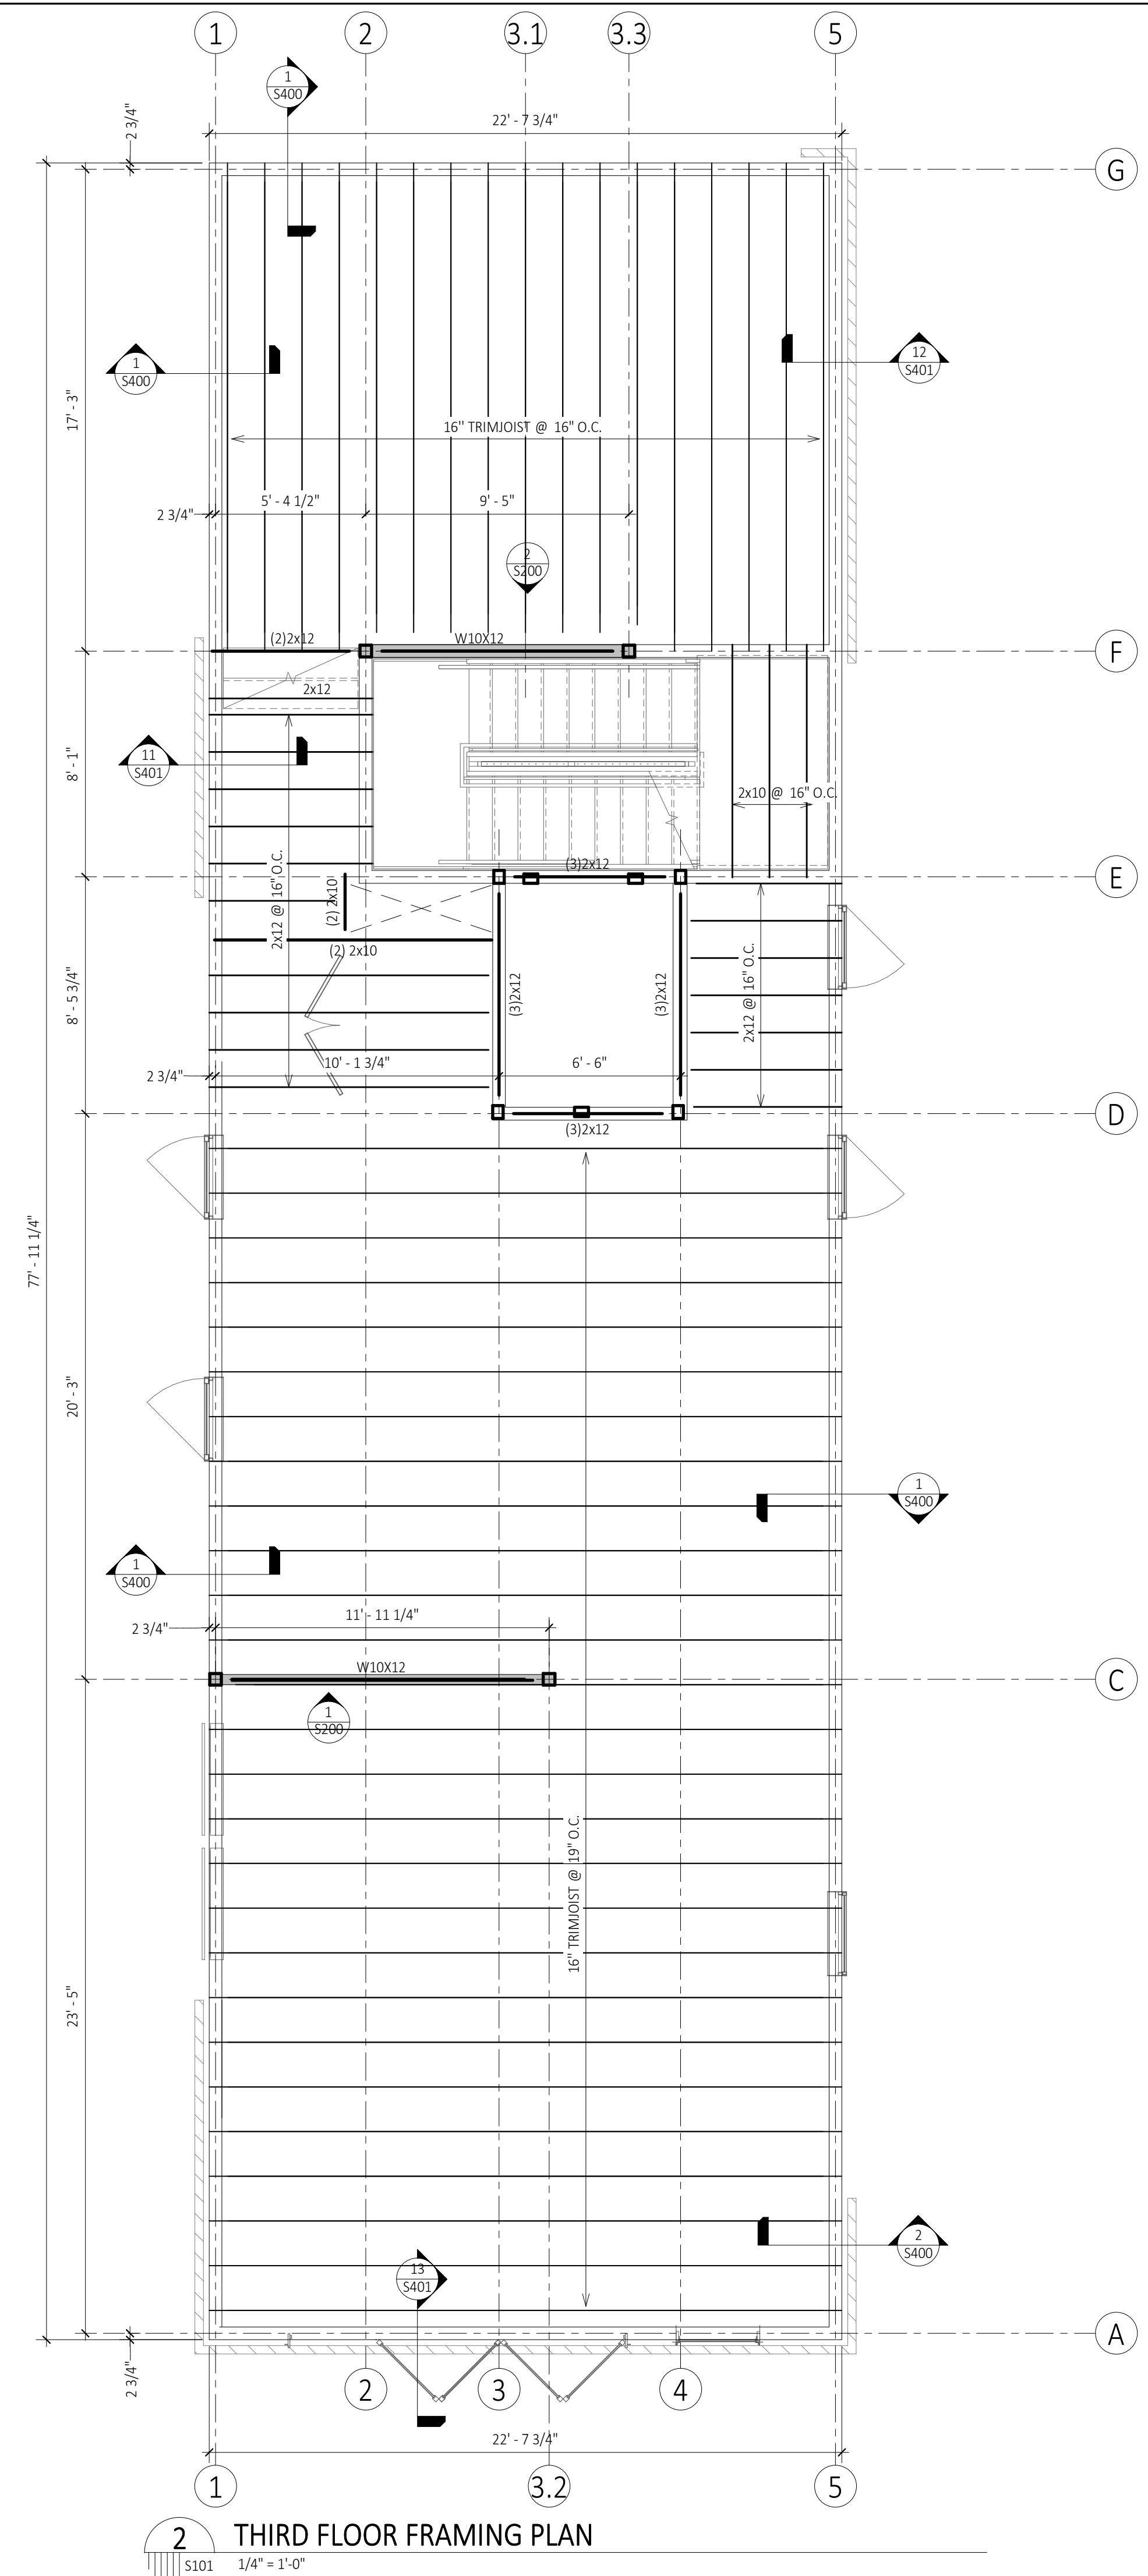 1
2
3.1
3.3
5
1
S400
2 3/4"
22' - 7 3/4"
G
1
S400
12
S401
17' - 3"
16" TRIMJOIST @ 16" O.C.
5' - 4 1/2"
9' - 5"
2 3/4"
2
S200
(2)2x12
W10X12
F
2x12
11
S401
8' - 1"
2x10 @ 16" O.C.
(3)2x12
E
2x12 @ 16" O.C.
(2) 2x10
(2) 2x10
8' - 5 3/4"
(3)2x12
(3)2x12
2x12 @ 16" O.C.
2 3/4"
10' - 1 3/4"
6' - 6"
D
(3)2x12
77' - 11 1/4"
20' - 3"
1
S400
1
S400
2 3/4"
11' - 11 1/4"
W10X12
C
1
S200
16" TRIMJOIST @ 19" O.C.
23' - 5"
2
S400
13
S401
A
2 3/4"
2
3
4
22' - 7 3/4"
1
3.2
5
2
THIRD FLOOR FRAMING PLAN
S101
1/4" = 1'-0"